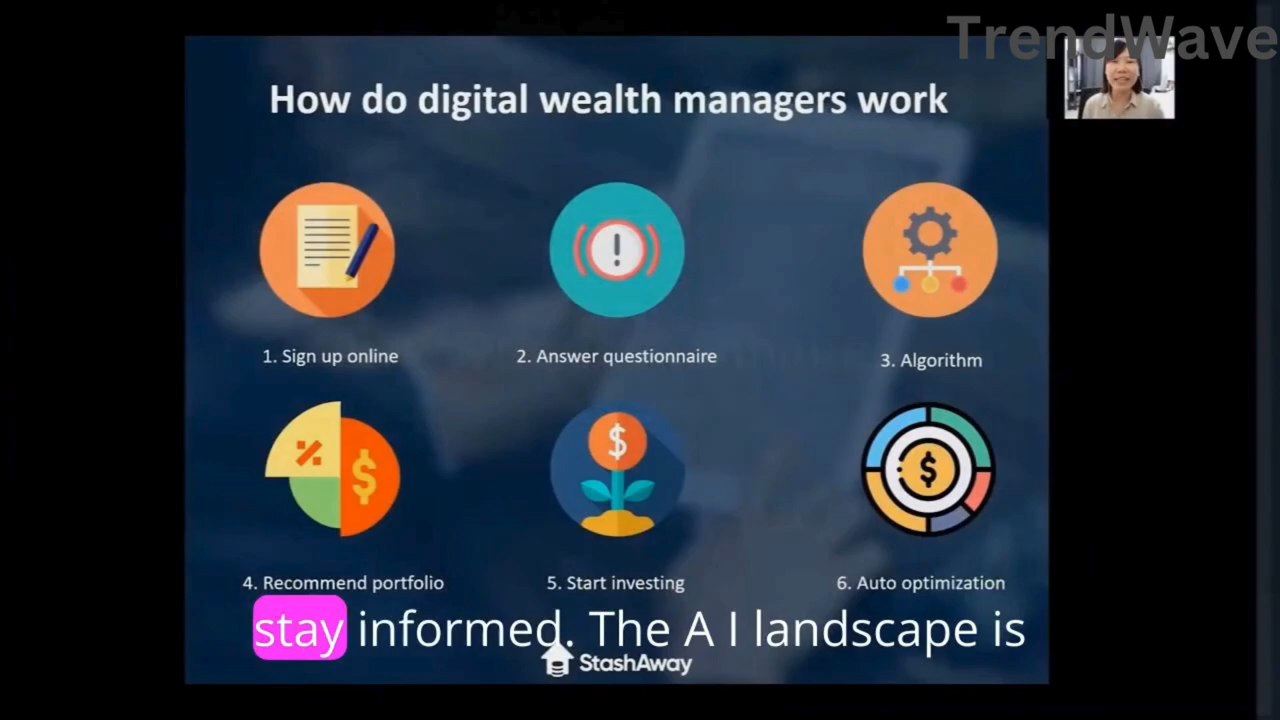 TrendWave
How do digital wealth managers work
1. Sign up online
2. Answer questionnaire
3. Algorithm
4. Recommend portfolio
5. Start investing
6. Auto optimization
stay informed. The A I landscape is
StashAway